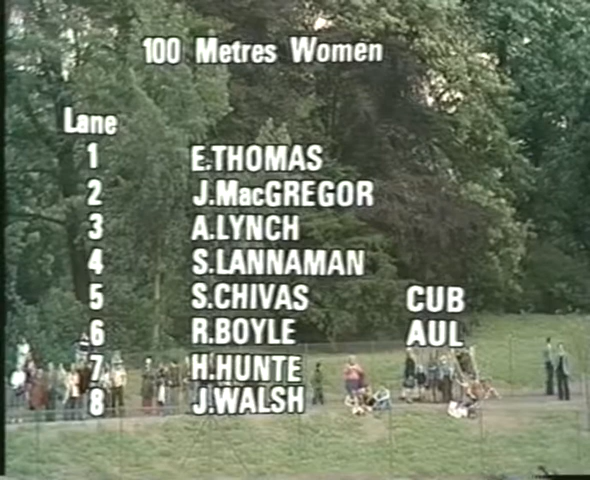 100 Metres Women
Lane
1 E.THOMAS
2 J.MacGREGOR
3 A.LYNCH
4 S.LANNAMAN
5 S.CHIVAS CUB
6 R.BOYLE AUL
7 H.HUNTE
8 J.WALSH